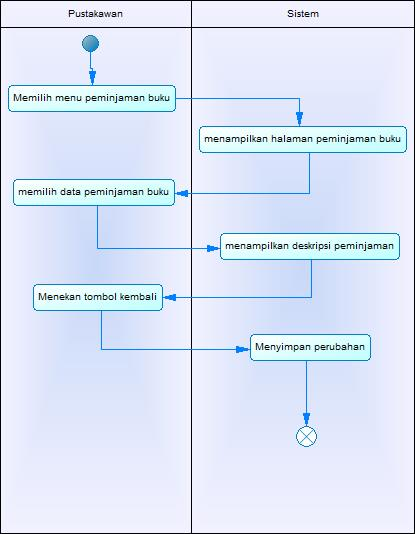 Pustakawan
Sistem
Memilih menu peminjaman buku
menampilkan halaman peminjaman buku
memilih data peminjaman buku
menampilkan deskripsi peminjaman
Menekan tombol kembali
Menyimpan perubahan